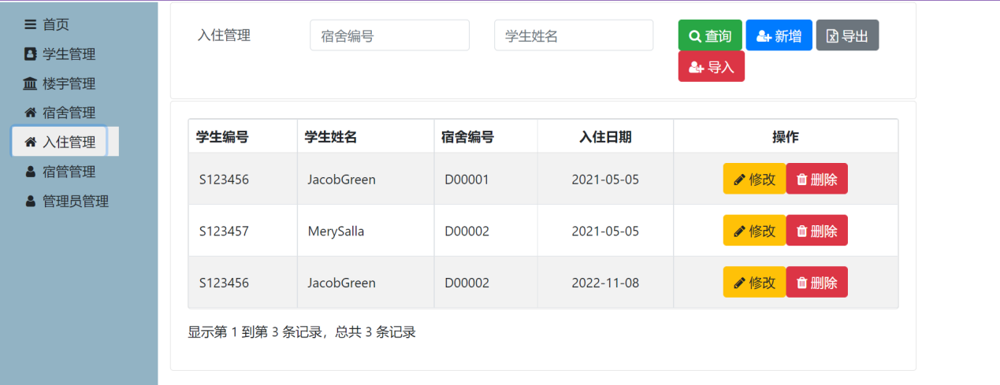 首页
学生管理
楼宇管理
宿舍管理
入住管理
宿管管理
管理员管理
入住管理 宿舍编号 学生姓名 查询 新增 导出
导入
学生编号 学生姓名 宿舍编号 入住日期 操作
S123456 JacobGreen D00001 2021-05-05 修改 删除
S123457 MerySalla D00002 2021-05-05 修改 删除
S123456 JacobGreen D00002 2022-11-08 修改 删除
显示第 1 到第 3 条记录，总共 3 条记录